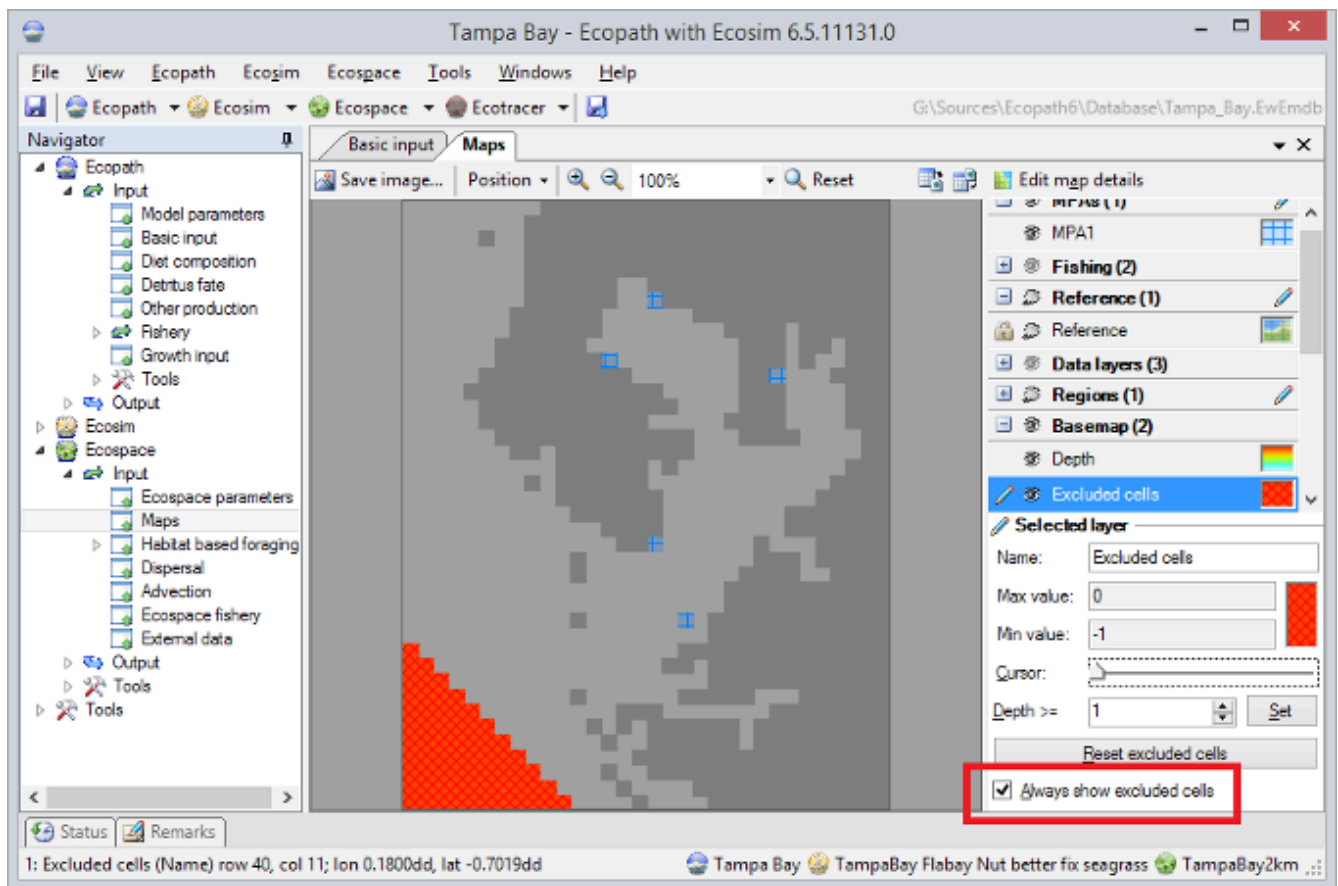 Tampa Bay - Ecopath with Ecosim 6.5.11131.0
File View Ecopath Ecosim Ecospace Tools Windows Help
Ecopath Ecosim Ecospace Ecotracer G:\Sources\Ecopath6\Database\Tampa_Bay.EwEmdb
Navigator
Ecopath
Input
Model parameters
Basic input
Diet composition
Detritus fate
Other production
Fishery
Growth input
Tools
Output
Ecosim
Ecospace
Input
Ecospace parameters
Maps
Habitat based foraging
Dispersal
Advection
Ecospace fishery
External data
Output
Tools
Tools
Basic input Maps
Save image... Position 100% Reset
Edit map details
MPAs (1)
MPA1
Fishing (2)
Reference (1)
Reference
Data layers (3)
Regions (1)
Basemap (2)
Depth
Excluded cells
Selected layer
Name: Excluded cells
Max value: 0
Min value: -1
Cursor:
Depth >= 1 Set
Reset excluded cells
Always show excluded cells
Status Remarks
1: Excluded cells (Name) row 40, col 11; lon 0.1800dd, lat -0.7019dd Tampa Bay TampaBay Flabay Nut better fix seagrass TampaBay2km